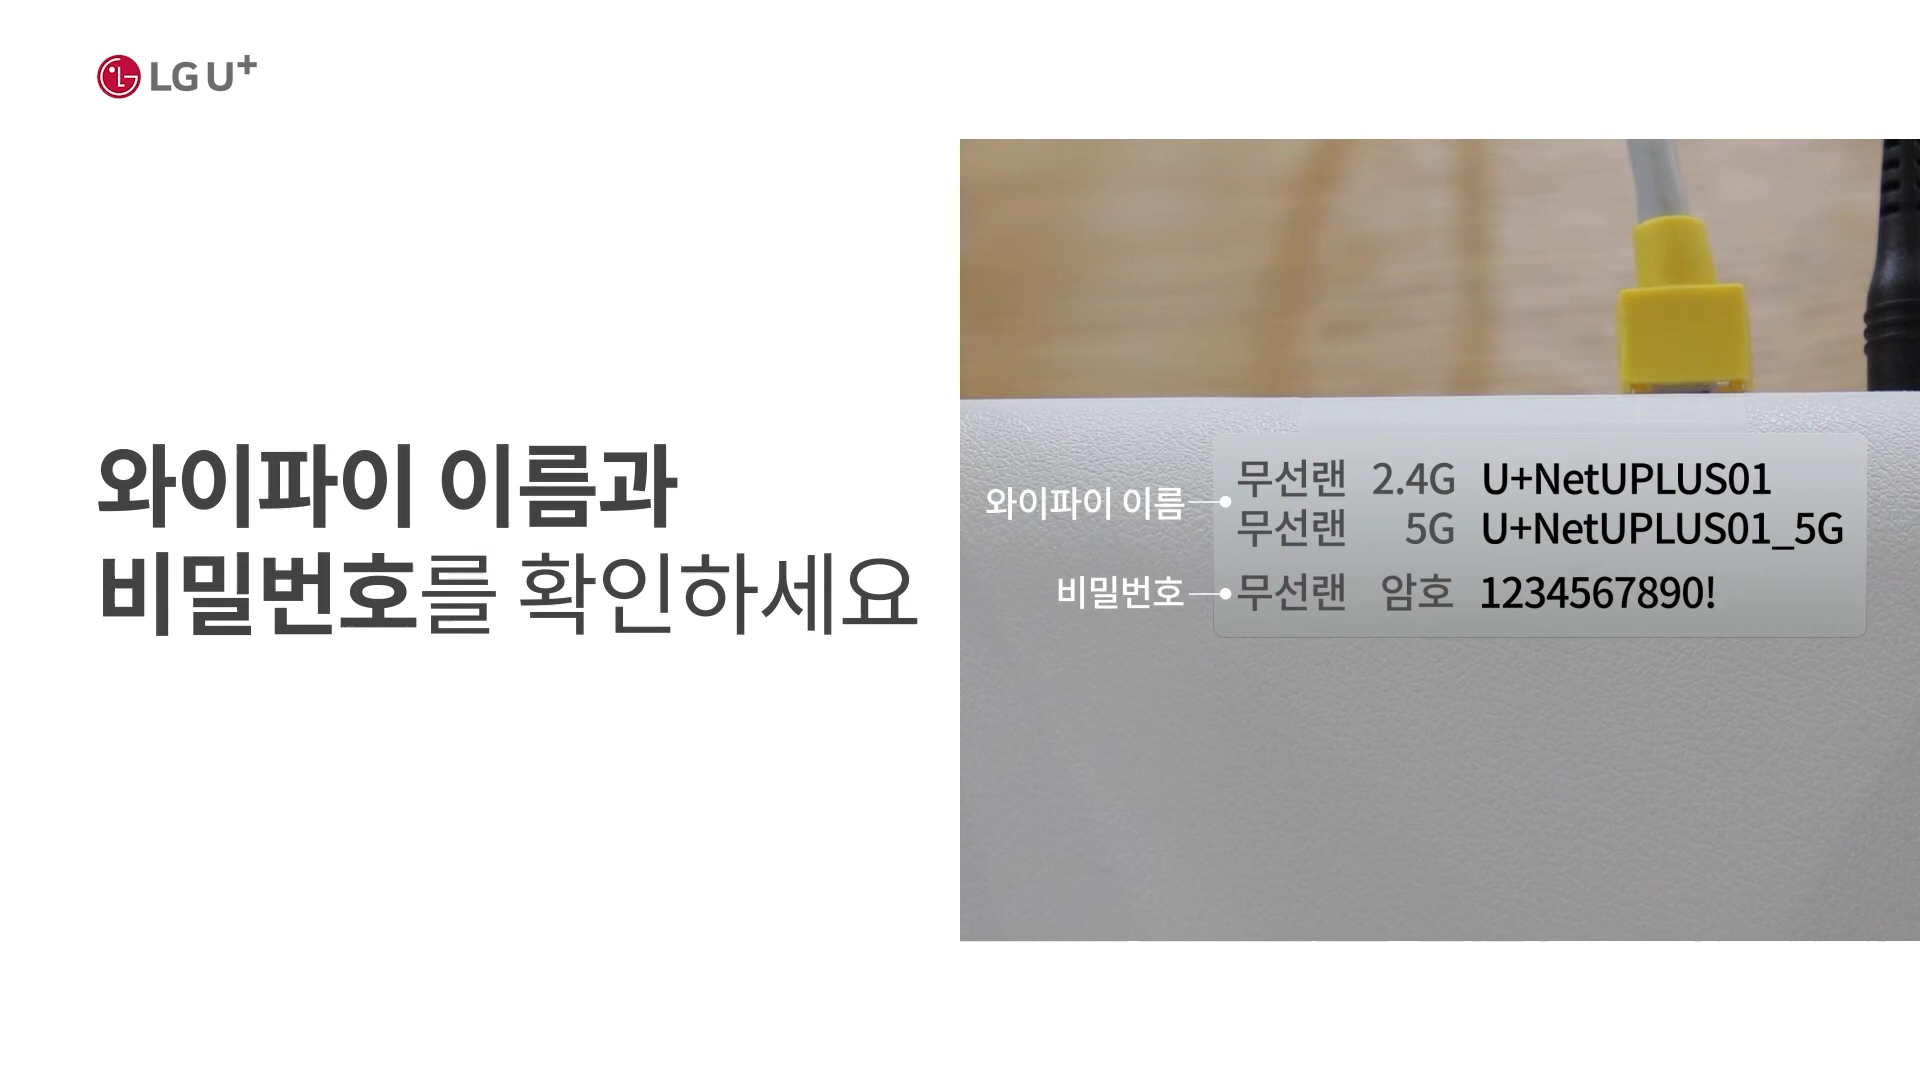 LG U+
와이파이 이름과
비밀번호를 확인하세요
와이파이 이름
무선랜 2.4G U+NetUPLUS01
무선랜 5G U+NetUPLUS01_5G
비밀번호
무선랜 암호 1234567890!